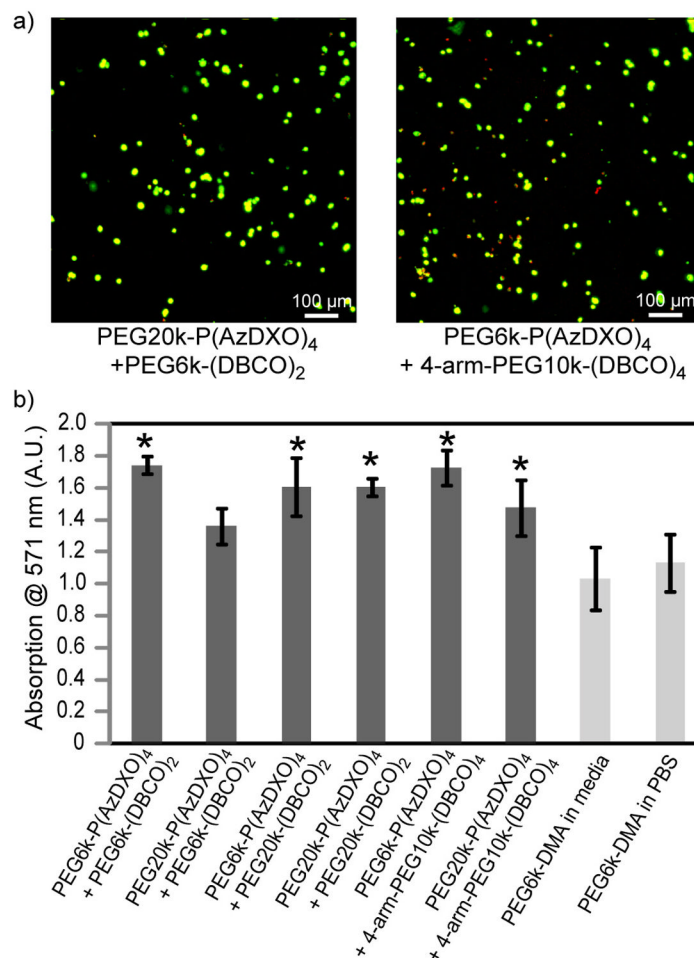 a)
100 µm
100 µm
PEG20k-P(AzDXO)₄
+PEG6k-(DBCO)₂
PEG6k-P(AzDXO)₄
+ 4-arm-PEG10k-(DBCO)₄
b)
Absorption @ 571 nm (A.U.)
2.0
1.8
1.6
1.4
1.2
1.0
0.8
0.6
0.4
0.2
0
*
*
*
*
*
PEG6k-P(AzDXO)₄
+ PEG6k-(DBCO)₂
PEG20k-P(AzDXO)₄
+ PEG6k-(DBCO)₂
PEG6k-P(AzDXO)₄
+ PEG20k-(DBCO)₂
PEG20k-P(AzDXO)₄
+ PEG20k-(DBCO)₂
PEG6k-P(AzDXO)₄
+ 4-arm-PEG10k-(DBCO)₄
PEG20k-P(AzDXO)₄
+ 4-arm-PEG10k-(DBCO)₄
PEG6k-DMA in media
PEG6k-DMA in PBS